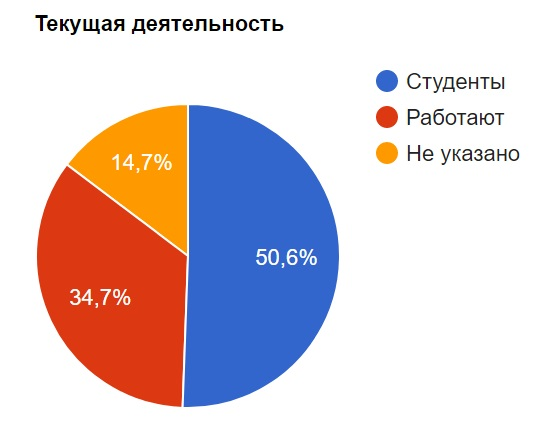 Текущая деятельность
Студенты
Работают
Не указано
14,7%
50,6%
34,7%